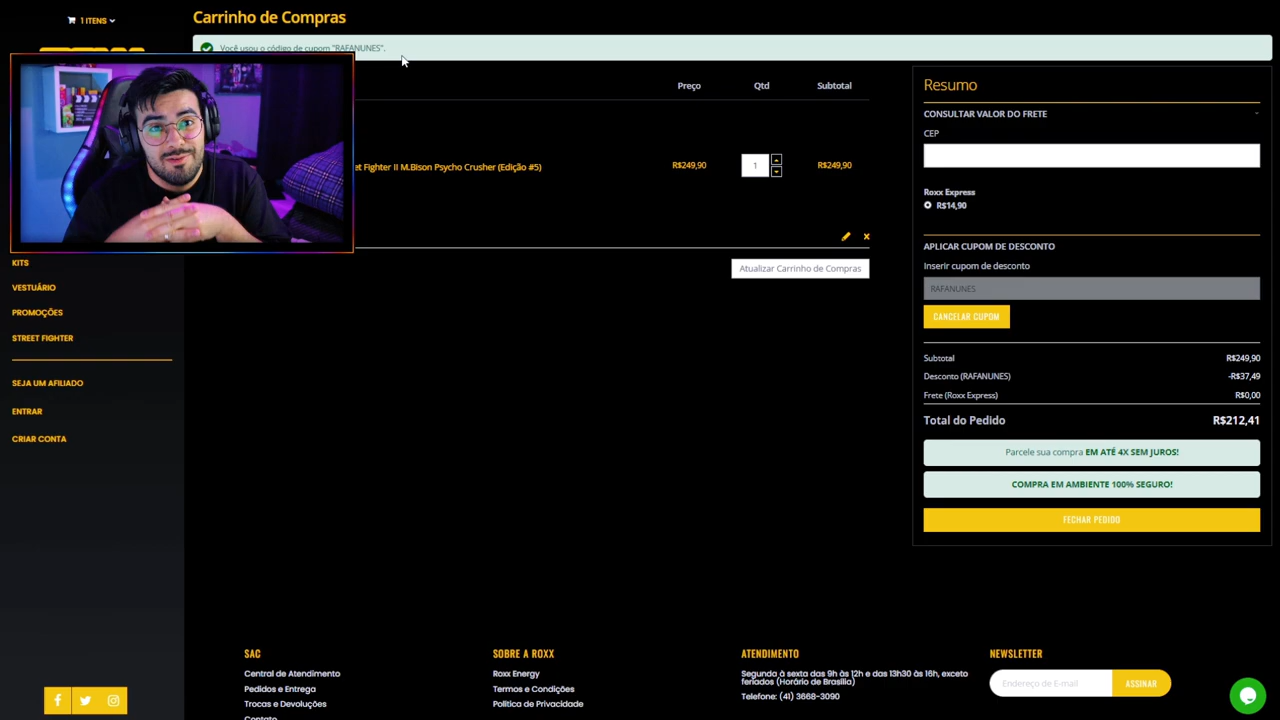 1 ITENS
Carrinho de Compras
Você usou o código de cupom "RAFANUNES".
Preço
Qtd
Subtotal
et Fighter II M.Bison Psycho Crusher (Edição #5)
R$249,90
1
R$249,90
Atualizar Carrinho de Compras
KITS
VESTUÁRIO
PROMOÇÕES
STREET FIGHTER
SEJA UM AFILIADO
ENTRAR
CRIAR CONTA
Resumo
CONSULTAR VALOR DO FRETE
CEP
Roxx Express
R$14,90
APLICAR CUPOM DE DESCONTO
Inserir cupom de desconto
RAFANUNES
CANCELAR CUPOM
Subtotal R$249,90
Desconto (RAFANUNES) -R$37,49
Frete (Roxx Express) R$0,00
Total do Pedido R$212,41
Parcele sua compra EM ATÉ 4X SEM JUROS!
COMPRA EM AMBIENTE 100% SEGURO!
FECHAR PEDIDO
SAC
Central de Atendimento
Pedidos e Entrega
Trocas e Devoluções
Contato
SOBRE A ROXX
Roxx Energy
Termos e Condições
Política de Privacidade
ATENDIMENTO
Segunda à sexta das 9h às 12h e das 13h30 às 16h, exceto
feriados (Horário de Brasília)
Telefone: (41) 3668-3090
NEWSLETTER
Endereço de E-mail
ASSINAR